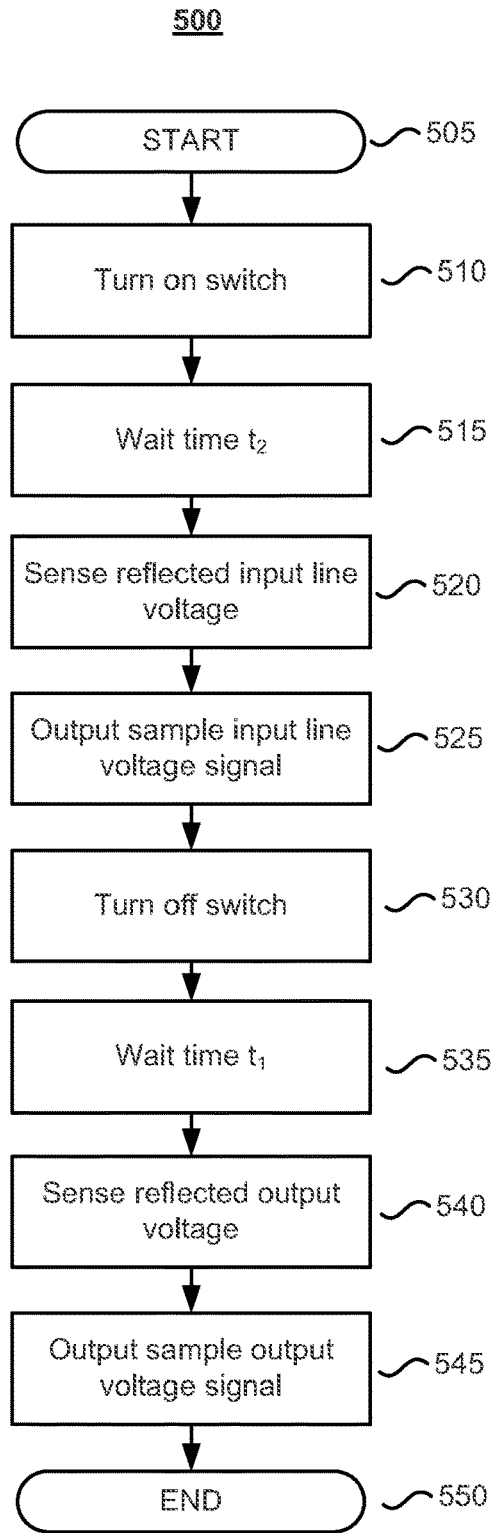 500
START
505
Turn on switch
510
Wait time t₂
515
Sense reflected input line
voltage
520
Output sample input line
voltage signal
525
Turn off switch
530
Wait time t₁
535
Sense reflected output
voltage
540
Output sample output
voltage signal
545
END
550